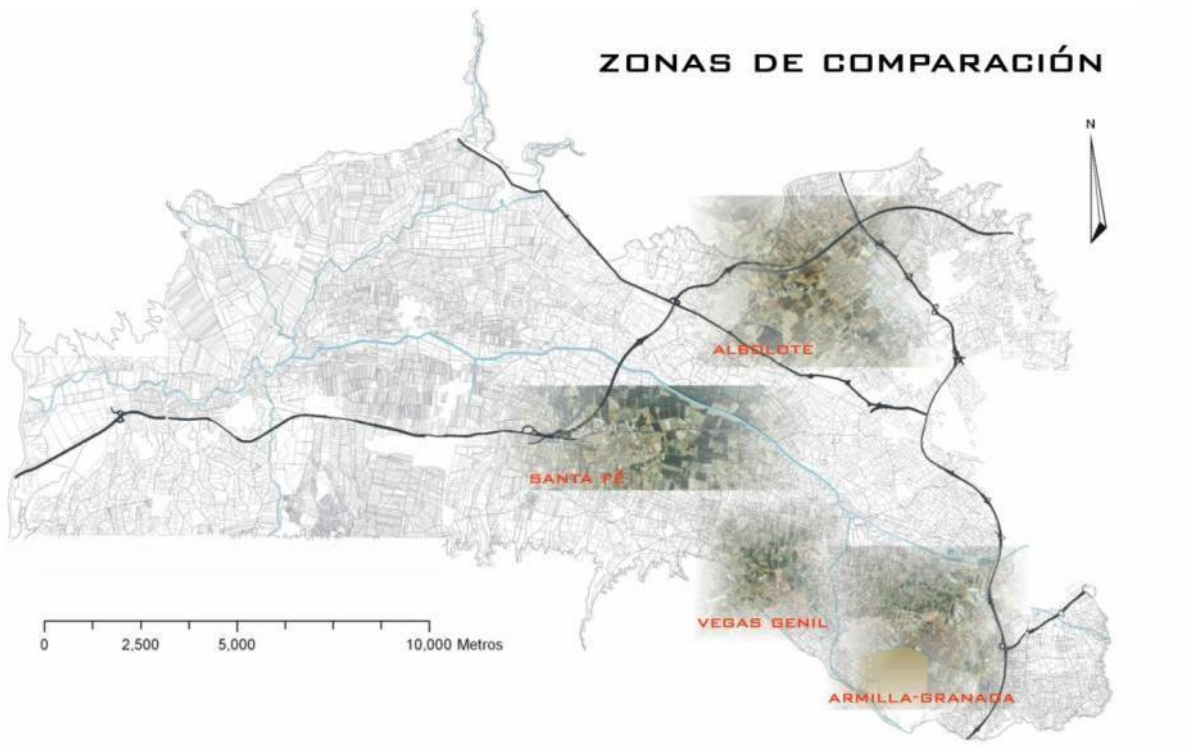 ZONAS DE COMPARACIÓN
N
ALBOLOTE
SANTA FÉ
VEGAS GENIL
ARMILLA-GRANADA
0 2,500 5,000 10,000 Metros